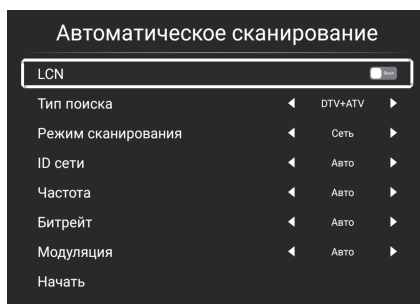 Автоматическое сканирование
LCN Выкл
Тип поиска DTV+ATV
Режим сканирования Сеть
ID сети Авто
Частота Авто
Битрейт Авто
Модуляция Авто
Начать